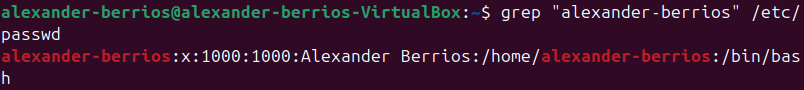 alexander-berrios@alexander-berrios-VirtualBox:~$ grep "alexander-berrios" /etc/
passwd
alexander-berrios:x:1000:1000:Alexander Berrios:/home/alexander-berrios:/bin/bas
h